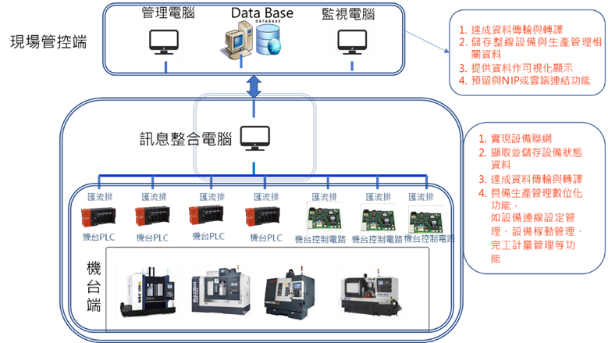 管理電腦
Data Base
DATABASE
監視電腦
現場管控端
1. 達成資料傳輸與轉譯
2. 儲存整線設備與生產管理相
關資料
3. 提供資料作可視化顯示
4. 預留與NIP或雲端連結功能
訊息整合電腦
1. 實現設備聯網
2. 擷取並儲存設備狀態
資料
3. 達成資料傳輸與轉譯
4. 具備生產管理數位化
功能，
如設備連線設定管
理、設備稼動管理、
完工計量管理等功
能
匯流排 匯流排 匯流排 匯流排 匯流排 匯流排 匯流排
機台PLC 機台PLC 機台PLC 機台PLC 機台控制電路 機台控制電路 機台控制電路
機台端